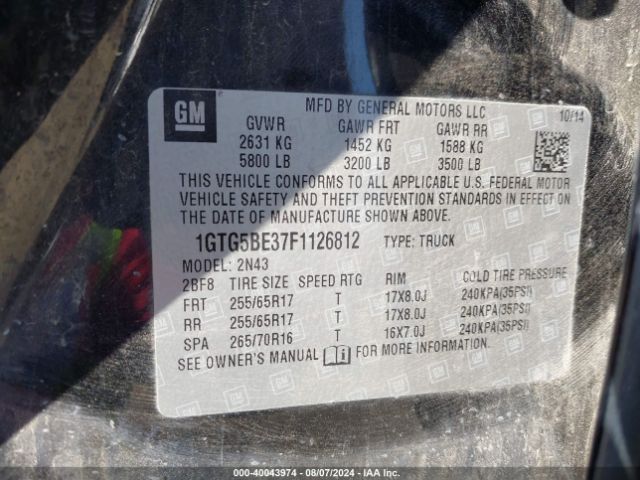 GM
MFD BY GENERAL MOTORS LLC
10/14
GVWR GAWR FRT GAWR RR
2631 KG 1452 KG 1588 KG
5800 LB 3200 LB 3500 LB
THIS VEHICLE CONFORMS TO ALL APPLICABLE U.S. FEDERAL MOTOR
VEHICLE SAFETY AND THEFT PREVENTION STANDARDS IN EFFECT ON
THE DATE OF MANUFACTURE SHOWN ABOVE.
1GTG5BE37F1126812 TYPE: TRUCK
MODEL: 2N43
2BF8 TIRE SIZE SPEED RTG RIM COLD TIRE PRESSURE
FRT 255/65R17 T 17X8.0J 240KPA(35PSI)
RR 255/65R17 T 17X8.0J 240KPA(35PSI)
SPA 265/70R16 T 16X7.0J 240KPA(35PSI)
SEE OWNER'S MANUAL i FOR MORE INFORMATION.
000-40043974 - 08/07/2024 - IAA Inc.